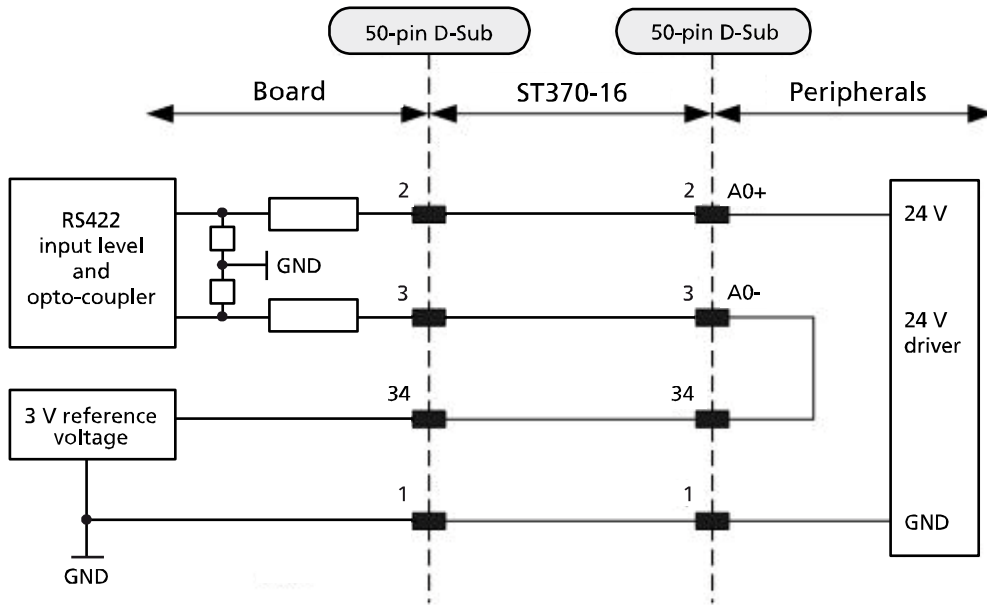 50-pin D-Sub
50-pin D-Sub
Board
ST370-16
Peripherals
RS422
input level
and
opto-coupler
GND
2
2
A0+
24 V
3
3
A0-
24 V
driver
3 V reference
voltage
34
34
1
1
GND
GND